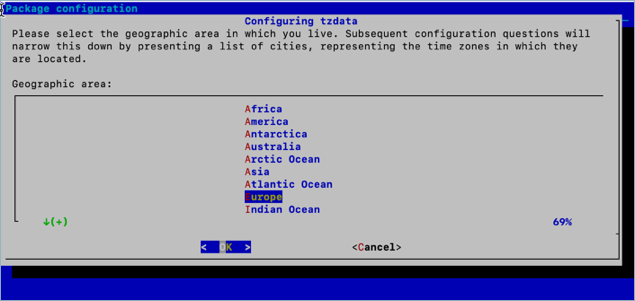 Package configuration
Configuring tzdata
Please select the geographic area in which you live. Subsequent configuration questions will
narrow this down by presenting a list of cities, representing the time zones in which they
are located.
Geographic area:
Africa
America
Antarctica
Australia
Arctic Ocean
Asia
Atlantic Ocean
Europe
Indian Ocean
↓(+) 69%
< OK > <Cancel>